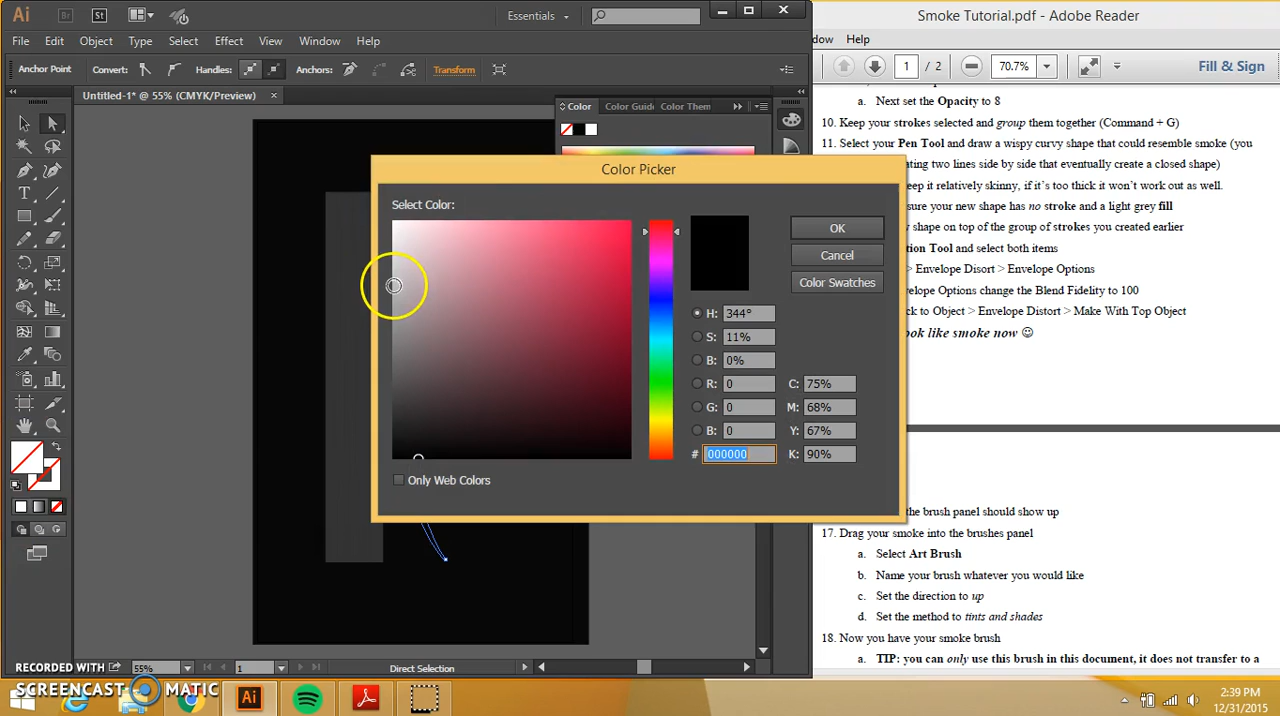 Ai Br St Essentials
Smoke Tutorial.pdf - Adobe Reader
File Edit Object Type Select Effect View Window Help
dow Help
Anchor Point Convert: Handles: Anchors: Transform
1 / 2 70.7% Fill & Sign
Untitled-1* @ 55% (CMYK/Preview) ×
Color Color Guide Color Them
a. Next set the Opacity to 8
10. Keep your strokes selected and group them together (Command + G)
11. Select your Pen Tool and draw a wispy curvy shape that could resemble smoke (you
ating two lines side by side that eventually create a closed shape)
eep it relatively skinny, if it's too thick it won't work out as well.
sure your new shape has no stroke and a light grey fill
w shape on top of the group of strokes you created earlier
tion Tool and select both items
> Envelope Disort > Envelope Options
velope Options change the Blend Fidelity to 100
ck to Object > Envelope Distort > Make With Top Object
ook like smoke now ☺
Color Picker
Select Color:
OK
Cancel
Color Swatches
H: 344°
S: 11%
B: 0%
R: 0 C: 75%
G: 0 M: 68%
B: 0 Y: 67%
# 000000 K: 90%
Only Web Colors
the brush panel should show up
17. Drag your smoke into the brushes panel
a. Select Art Brush
b. Name your brush whatever you would like
c. Set the direction to up
d. Set the method to tints and shades
18. Now you have your smoke brush
a. TIP: you can only use this brush in this document, it does not transfer to a
55% 1 Direct Selection
RECORDED WITH
SCREENCAST MATIC
Ai
2:39 PM
12/31/2015